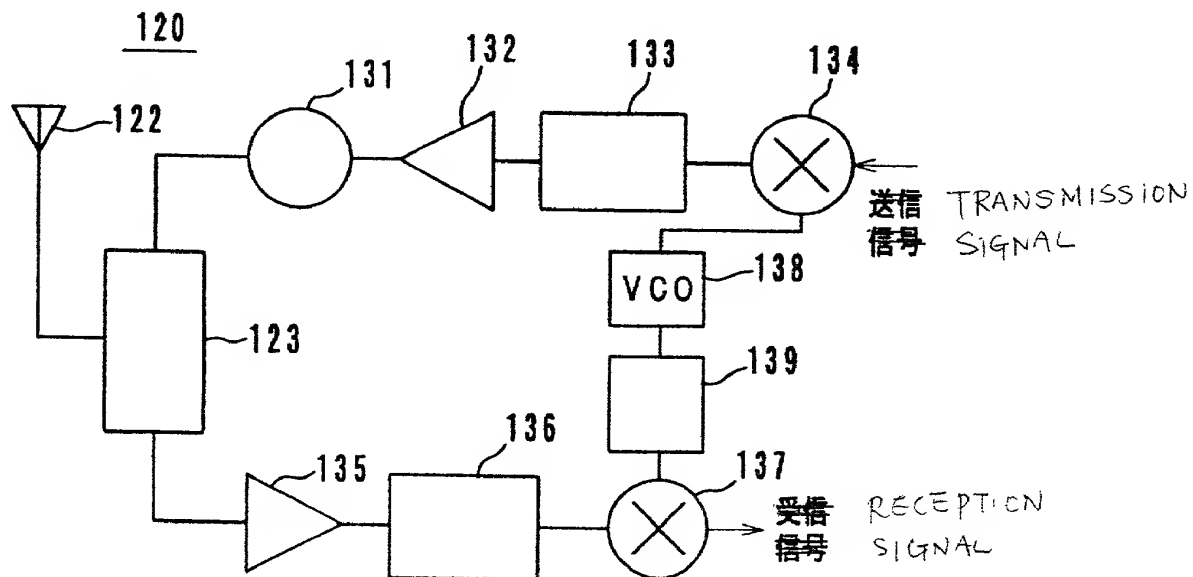 120
122
131
132
133
134
送信 TRANSMISSION
信号 SIGNAL
VCO
138
123
139
135
136
137
受信 RECEPTION
信号 SIGNAL